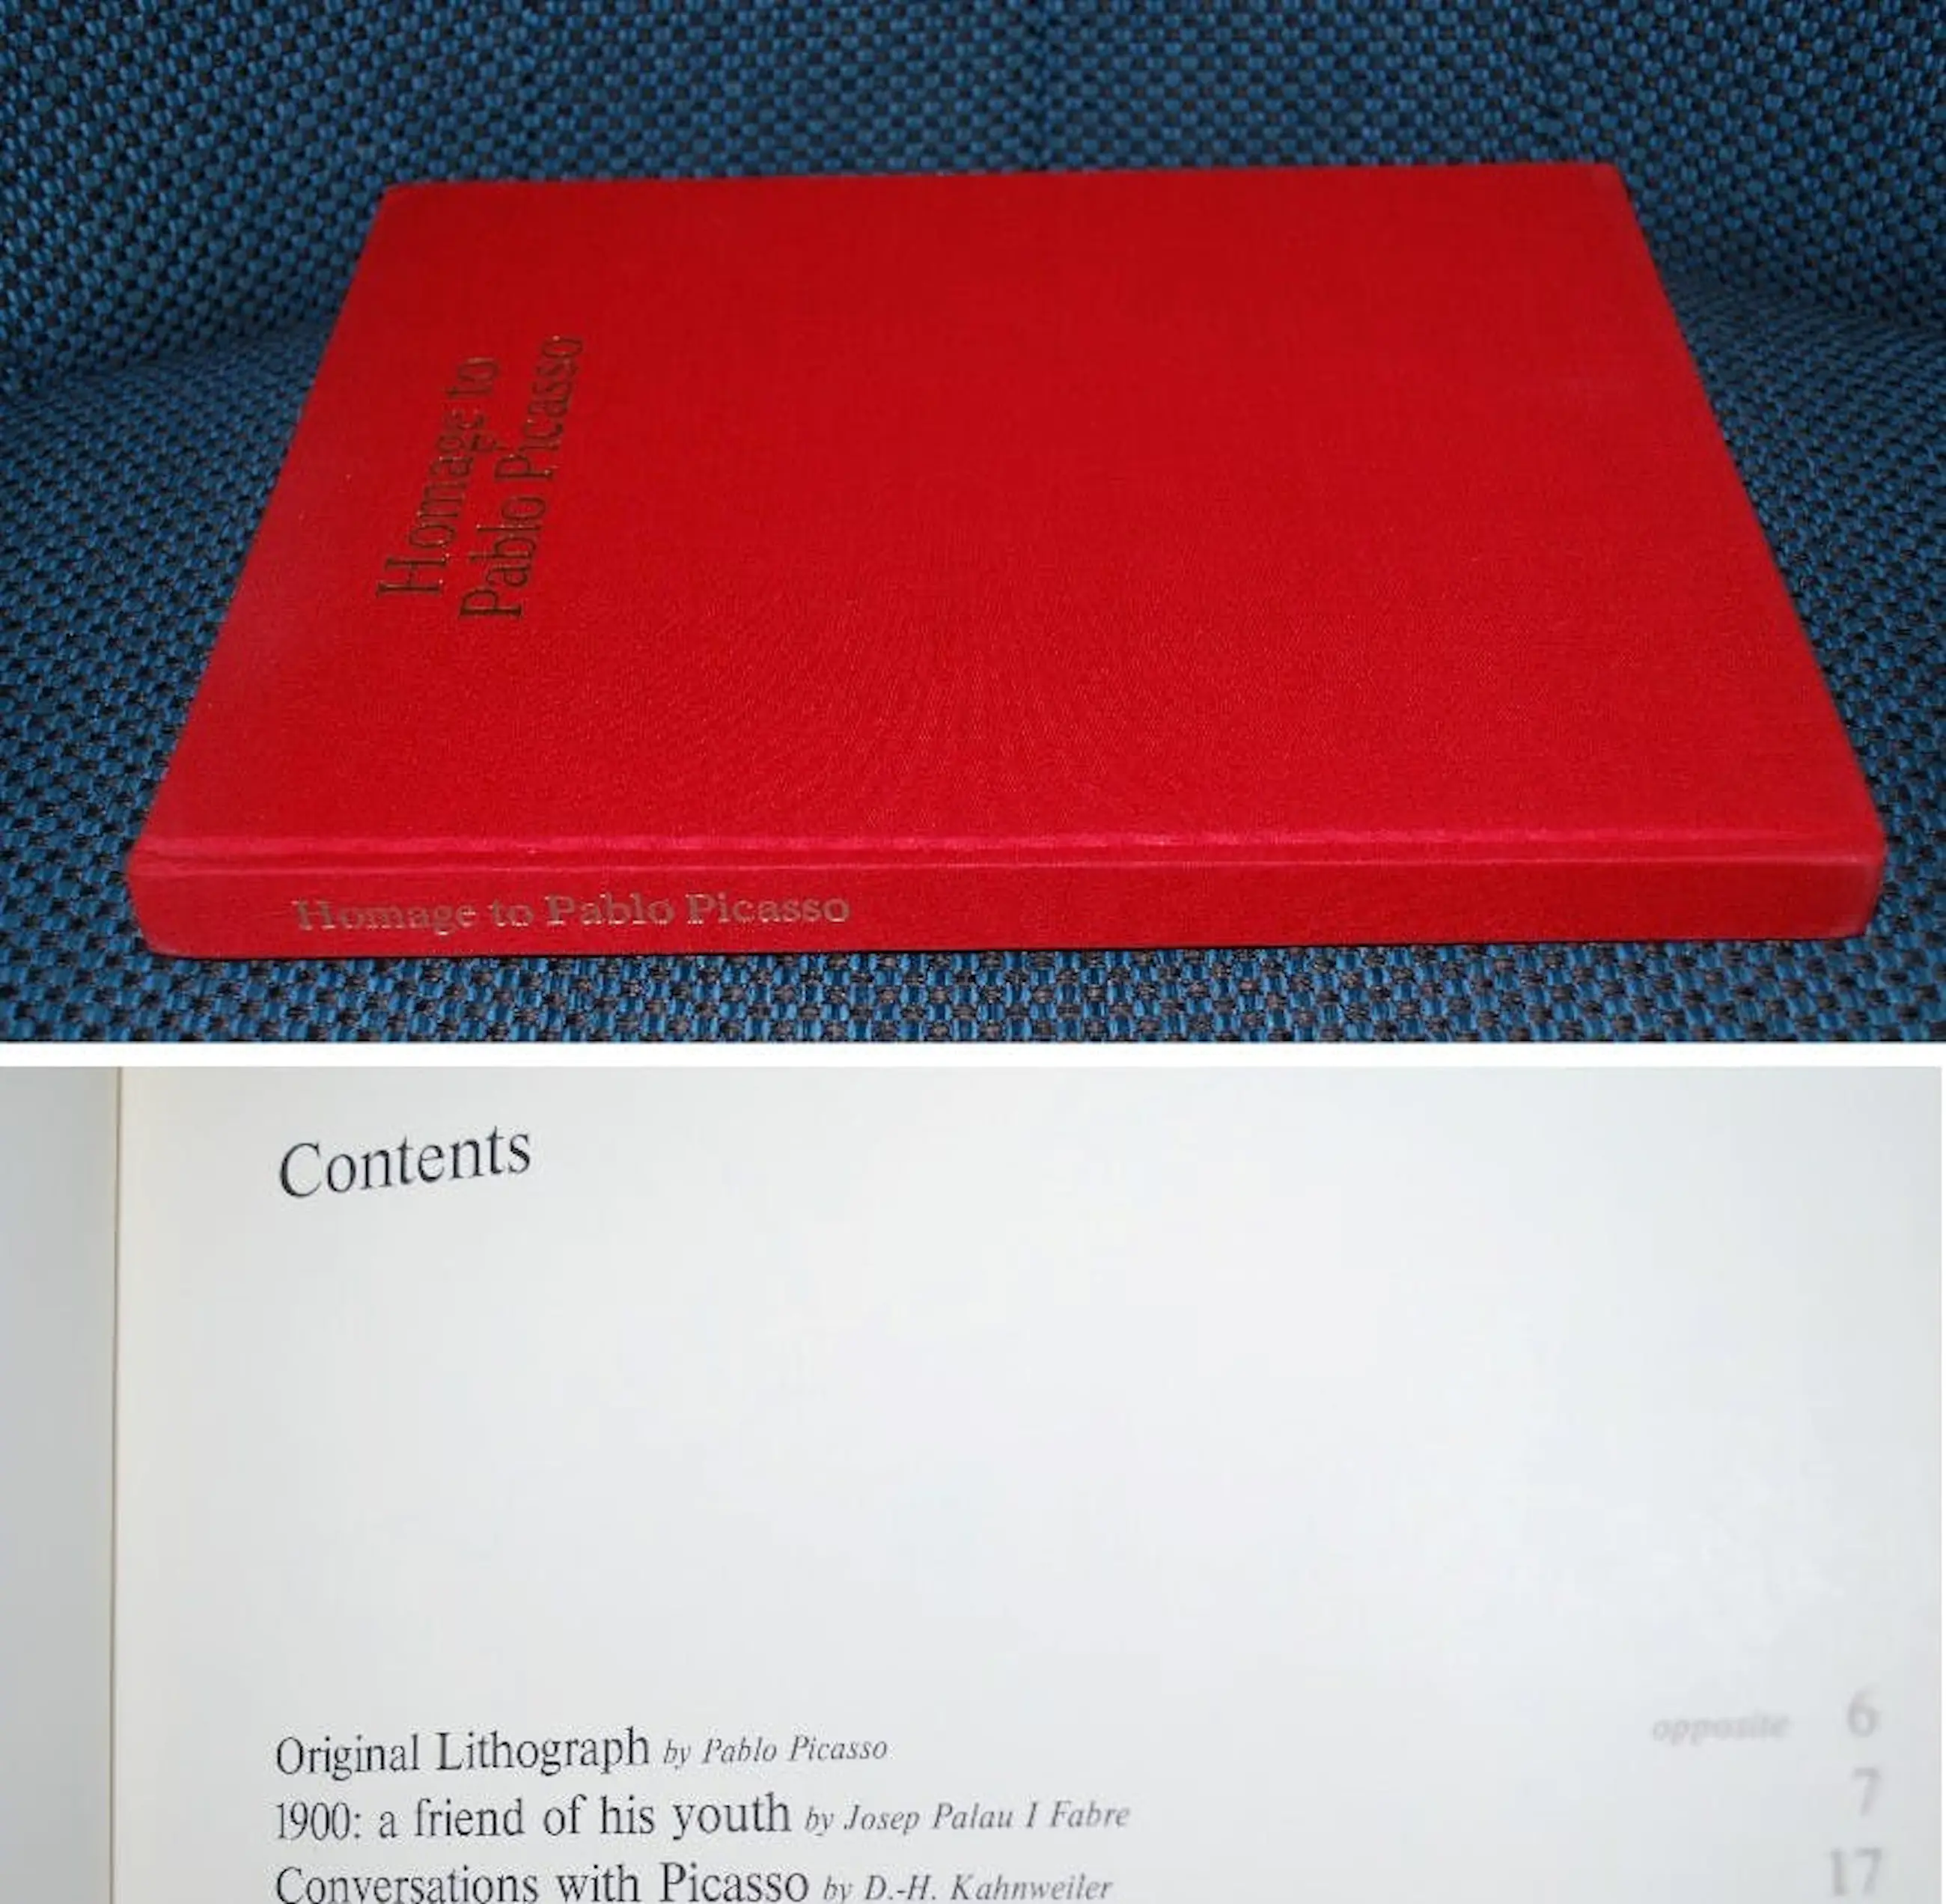 Homage to
Pablo Picasso
Homage to Pablo Picasso
Contents
Original Lithograph by Pablo Picasso opposite 6
1900: a friend of his youth by Josep Palau I Fabre 7
Conversations with Picasso by D.-H. Kahnweiler 17